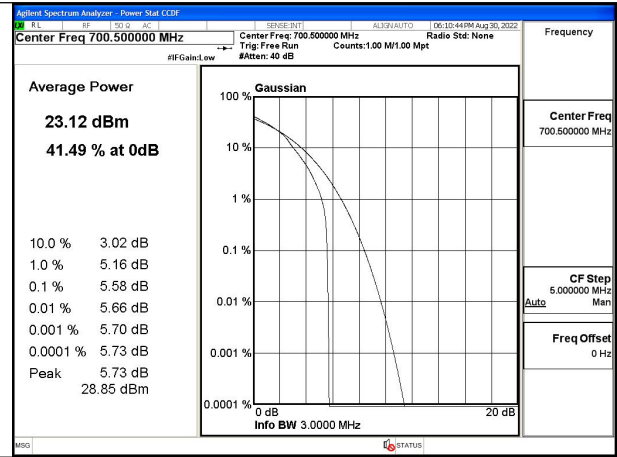 Agilent Spectrum Analyzer - Power Stat CCDF
RL RF 50 Ω AC SENSE:INT ALIGN AUTO 06:10:44 PM Aug 30, 2022
Center Freq 700.500000 MHz
Center Freq: 700.500000 MHz Radio Std: None
Trig: Free Run Counts:1.00 M/1.00 Mpt
#IFGain:Low #Atten: 40 dB
Frequency
Average Power
23.12 dBm
41.49 % at 0dB
10.0 % 3.02 dB
1.0 % 5.16 dB
0.1 % 5.58 dB
0.01 % 5.66 dB
0.001 % 5.70 dB
0.0001 % 5.73 dB
Peak 5.73 dB
28.85 dBm
Gaussian
100 %
10 %
1 %
0.1 %
0.01 %
0.001 %
0.0001 %
0 dB 20 dB
Info BW 3.0000 MHz
Center Freq
700.500000 MHz
CF Step
5.000000 MHz
Auto Man
Freq Offset
0 Hz
MSG STATUS